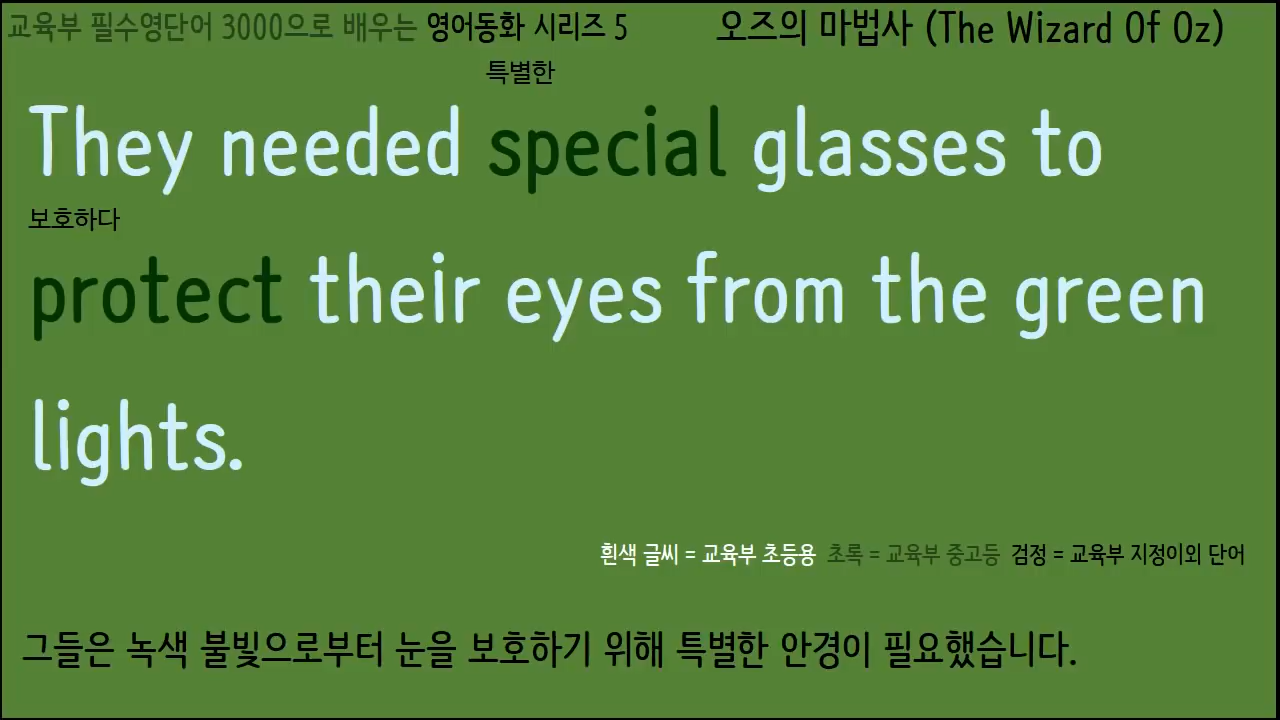 교육부 필수영단어 3000으로 배우는 영어동화 시리즈 5 오즈의 마법사 (The Wizard Of Oz)
특별한
They needed special glasses to
보호하다
protect their eyes from the green
lights.
흰색 글씨 = 교육부 초등용 초록 = 교육부 중고등 검정 = 교육부 지정이외 단어
그들은 녹색 불빛으로부터 눈을 보호하기 위해 특별한 안경이 필요했습니다.